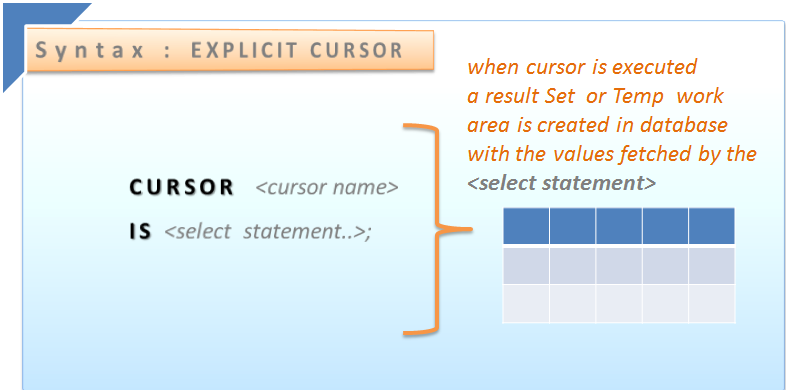 Syntax : EXPLICIT CURSOR
when cursor is executed
a result Set or Temp work
area is created in database
with the values fetched by the
<select statement>
CURSOR <cursor name>
IS <select statement..>;